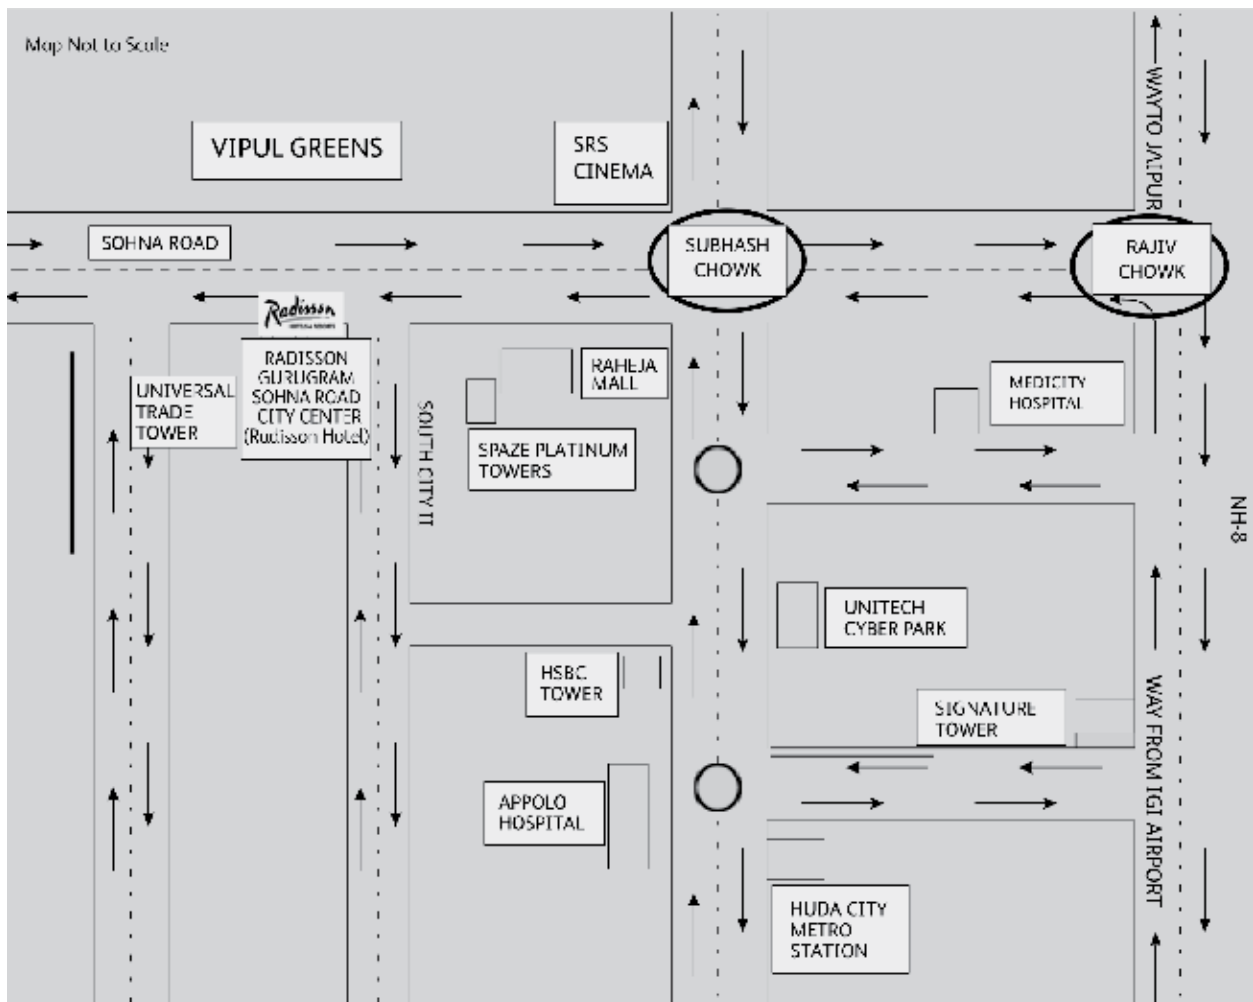 Map Not to Scale
WAY TO JAIPUR
VIPUL GREENS
SRS
CINEMA
SOHNA ROAD
SUBHASH
CHOWK
RAJIV
CHOWK
Radisson
RADISSON
GURUGRAM
SOHNA ROAD
CITY CENTER
(Radisson Hotel)
UNIVERSAL
TRADE
TOWER
SOUTH CITY II
RAHEJA
MALL
SPAZE PLATINUM
TOWERS
MEDICITY
HOSPITAL
NH-8
UNITECH
CYBER PARK
HSBC
TOWER
SIGNATURE
TOWER
WAY FROM IGI AIRPORT
APPOLO
HOSPITAL
HUDA CITY
METRO
STATION